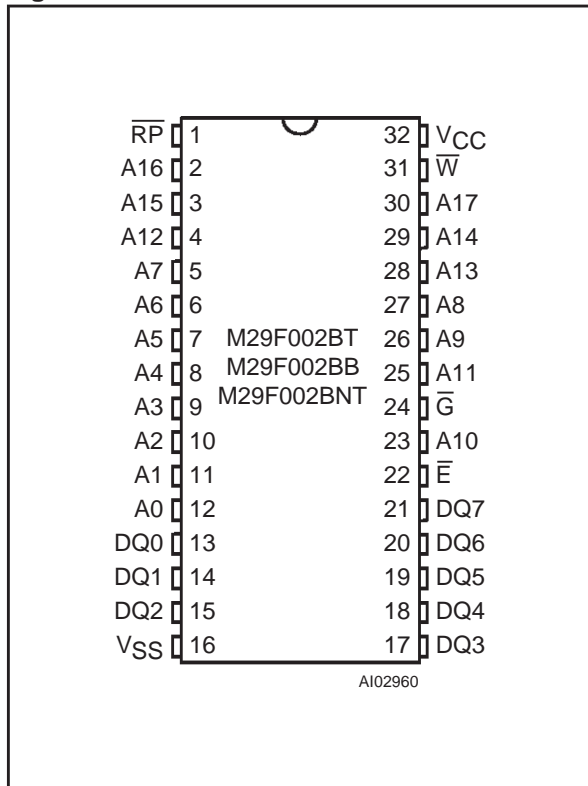 R̅P̅ 1 32 VCC
A16 2 31 W̅
A15 3 30 A17
A12 4 29 A14
A7 5 28 A13
A6 6 27 A8
A5 7 M29F002BT 26 A9
A4 8 M29F002BB 25 A11
A3 9 M29F002BNT 24 G̅
A2 10 23 A10
A1 11 22 E̅
A0 12 21 DQ7
DQ0 13 20 DQ6
DQ1 14 19 DQ5
DQ2 15 18 DQ4
VSS 16 17 DQ3
AI02960